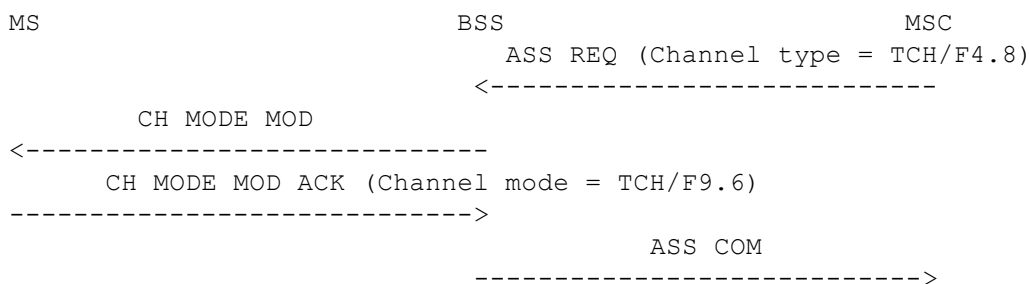 MS BSS MSC
ASS REQ (Channel type = TCH/F4.8)
<----------------------------
CH MODE MOD
<-----------------------------
CH MODE MOD ACK (Channel mode = TCH/F9.6)
----------------------------->
ASS COM
---------------------------->